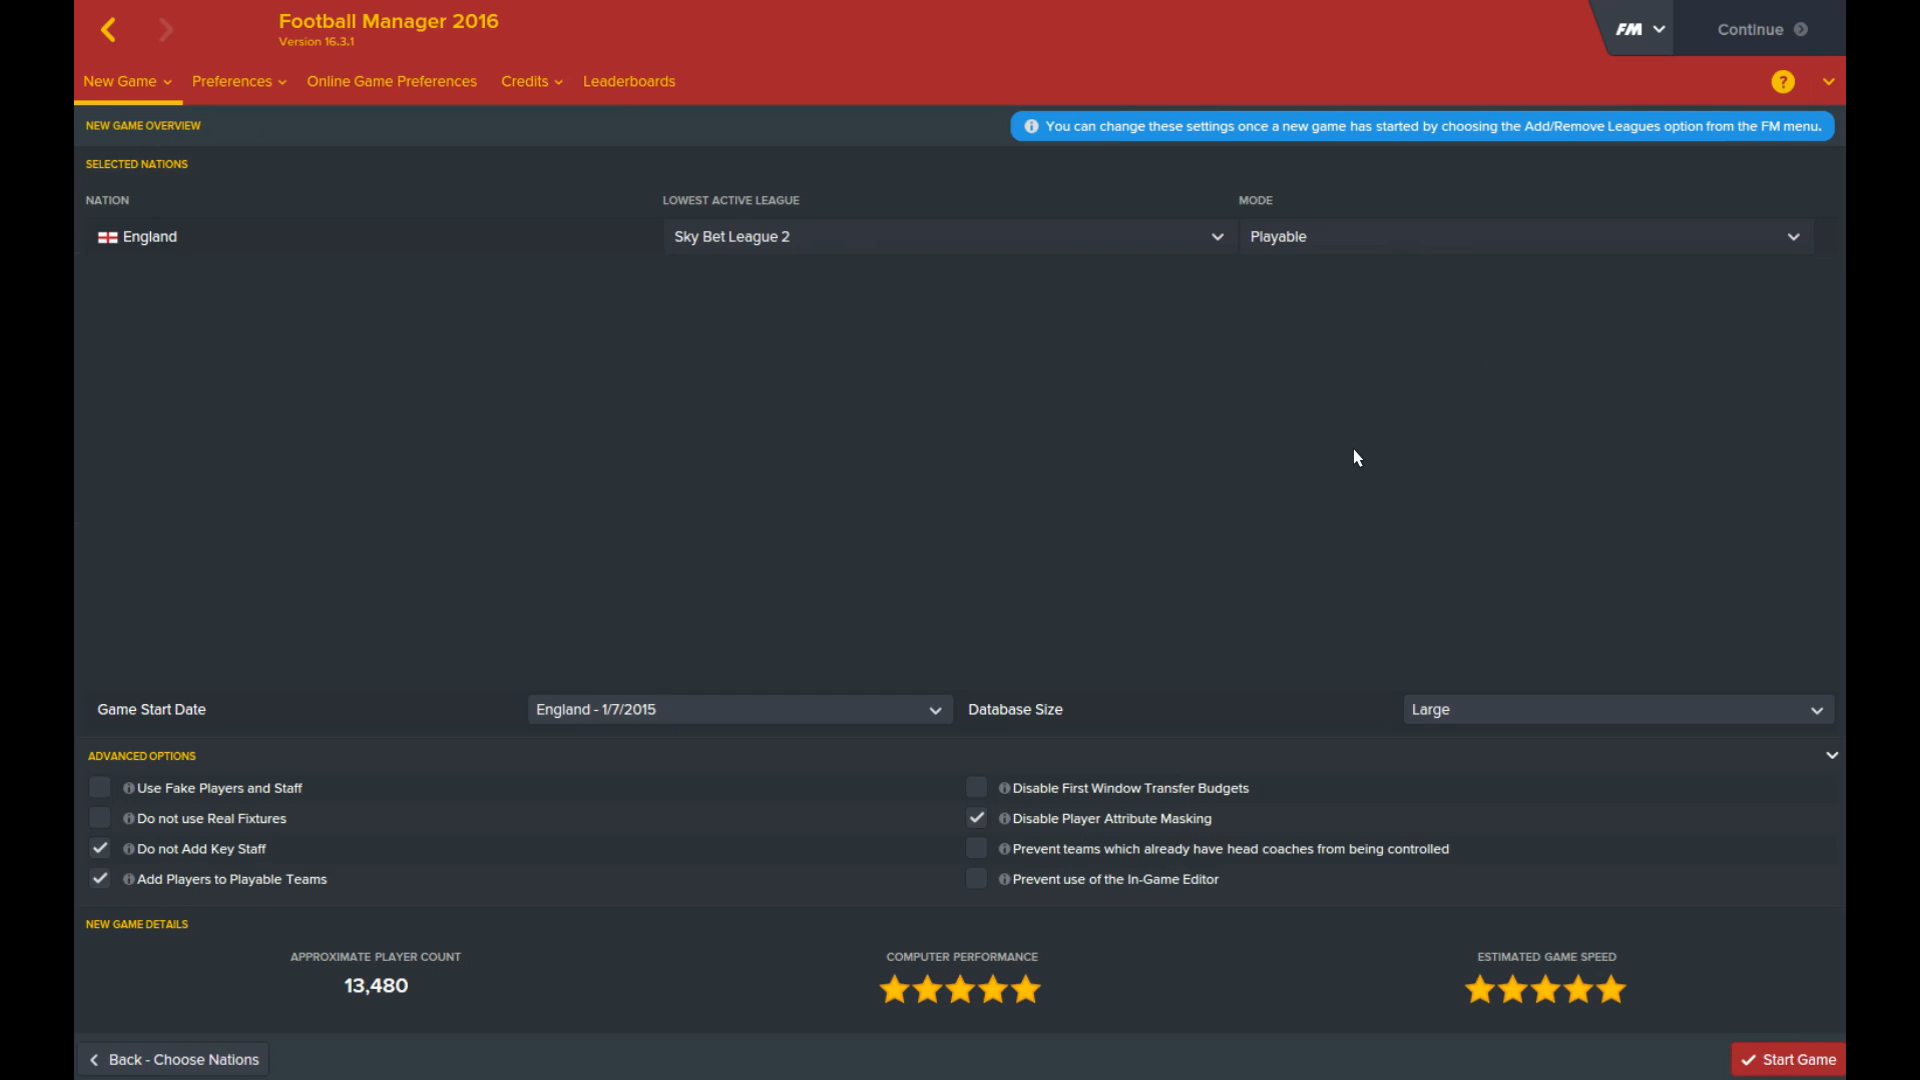 Football Manager 2016
Version 16.3.1
FM
Continue
New Game
Preferences
Online Game Preferences
Credits
Leaderboards
?
NEW GAME OVERVIEW
You can change these settings once a new game has started by choosing the Add/Remove Leagues option from the FM menu.
SELECTED NATIONS
NATION
LOWEST ACTIVE LEAGUE
MODE
England
Sky Bet League 2
Playable
Game Start Date
England - 1/7/2015
Database Size
Large
ADVANCED OPTIONS
Use Fake Players and Staff
Disable First Window Transfer Budgets
Do not use Real Fixtures
Disable Player Attribute Masking
Do not Add Key Staff
Prevent teams which already have head coaches from being controlled
Add Players to Playable Teams
Prevent use of the In-Game Editor
NEW GAME DETAILS
APPROXIMATE PLAYER COUNT
COMPUTER PERFORMANCE
ESTIMATED GAME SPEED
13,480
Back - Choose Nations
Start Game